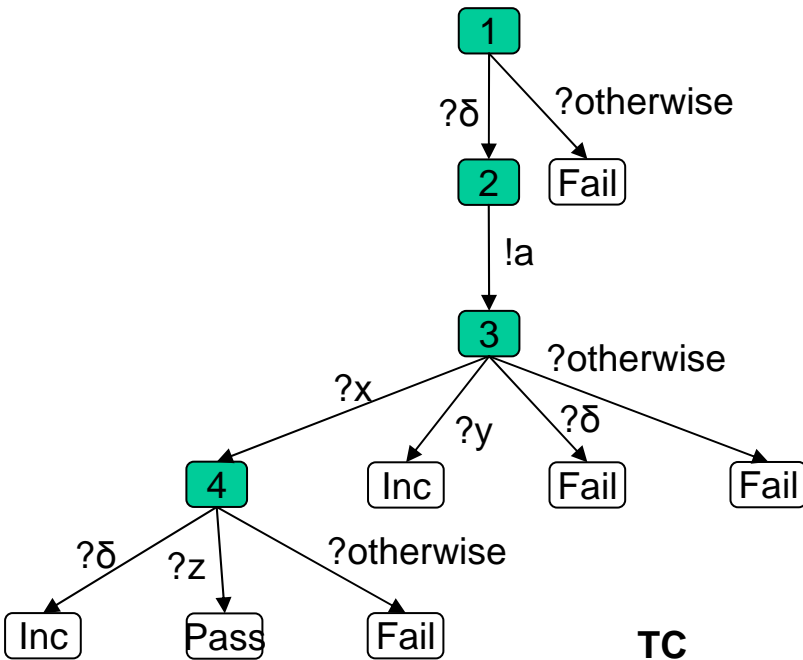 1
?δ
?otherwise
2
Fail
!a
3
?otherwise
?x
?y
?δ
4
Inc
Fail
Fail
?δ
?z
?otherwise
Inc
Pass
Fail
TC